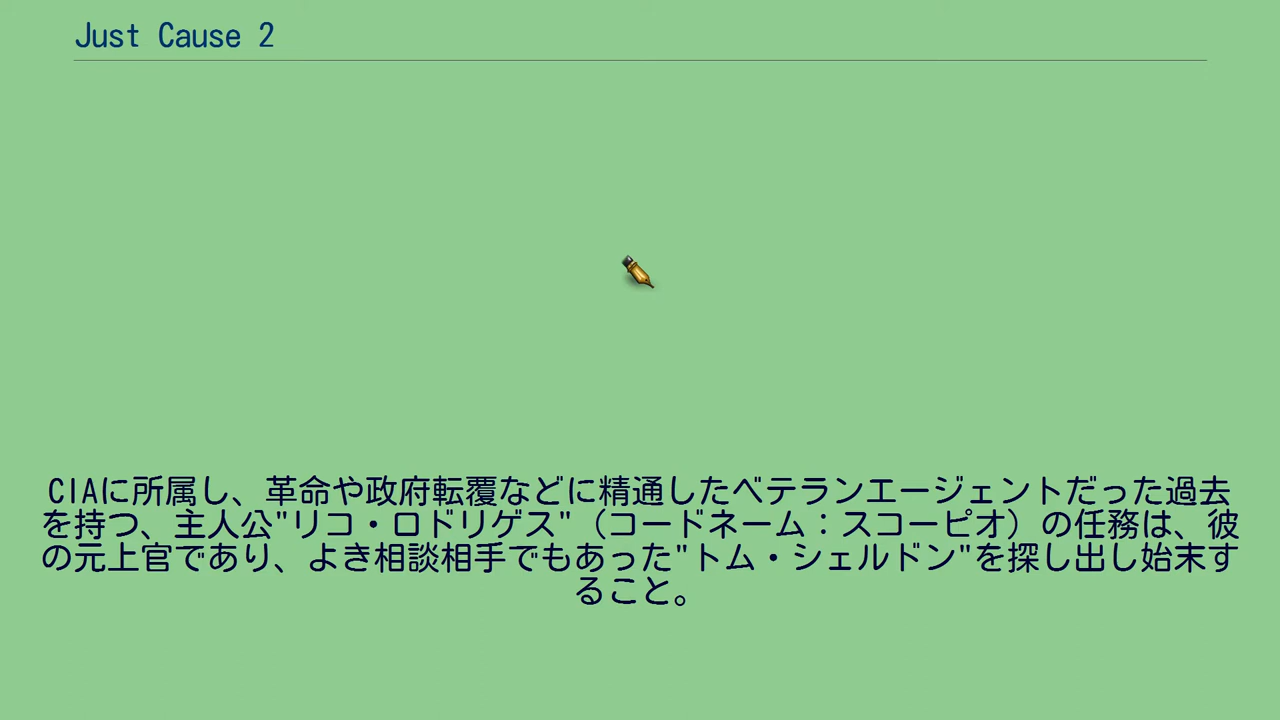 Just Cause 2
CIAに所属し、革命や政府転覆などに精通したベテランエージェントだった過去
を持つ、主人公"リコ・ロドリゲス"（コードネーム：スコーピオ）の任務は、彼
の元上官であり、よき相談相手でもあった"トム・シェルドン"を探し出し始末す
ること。